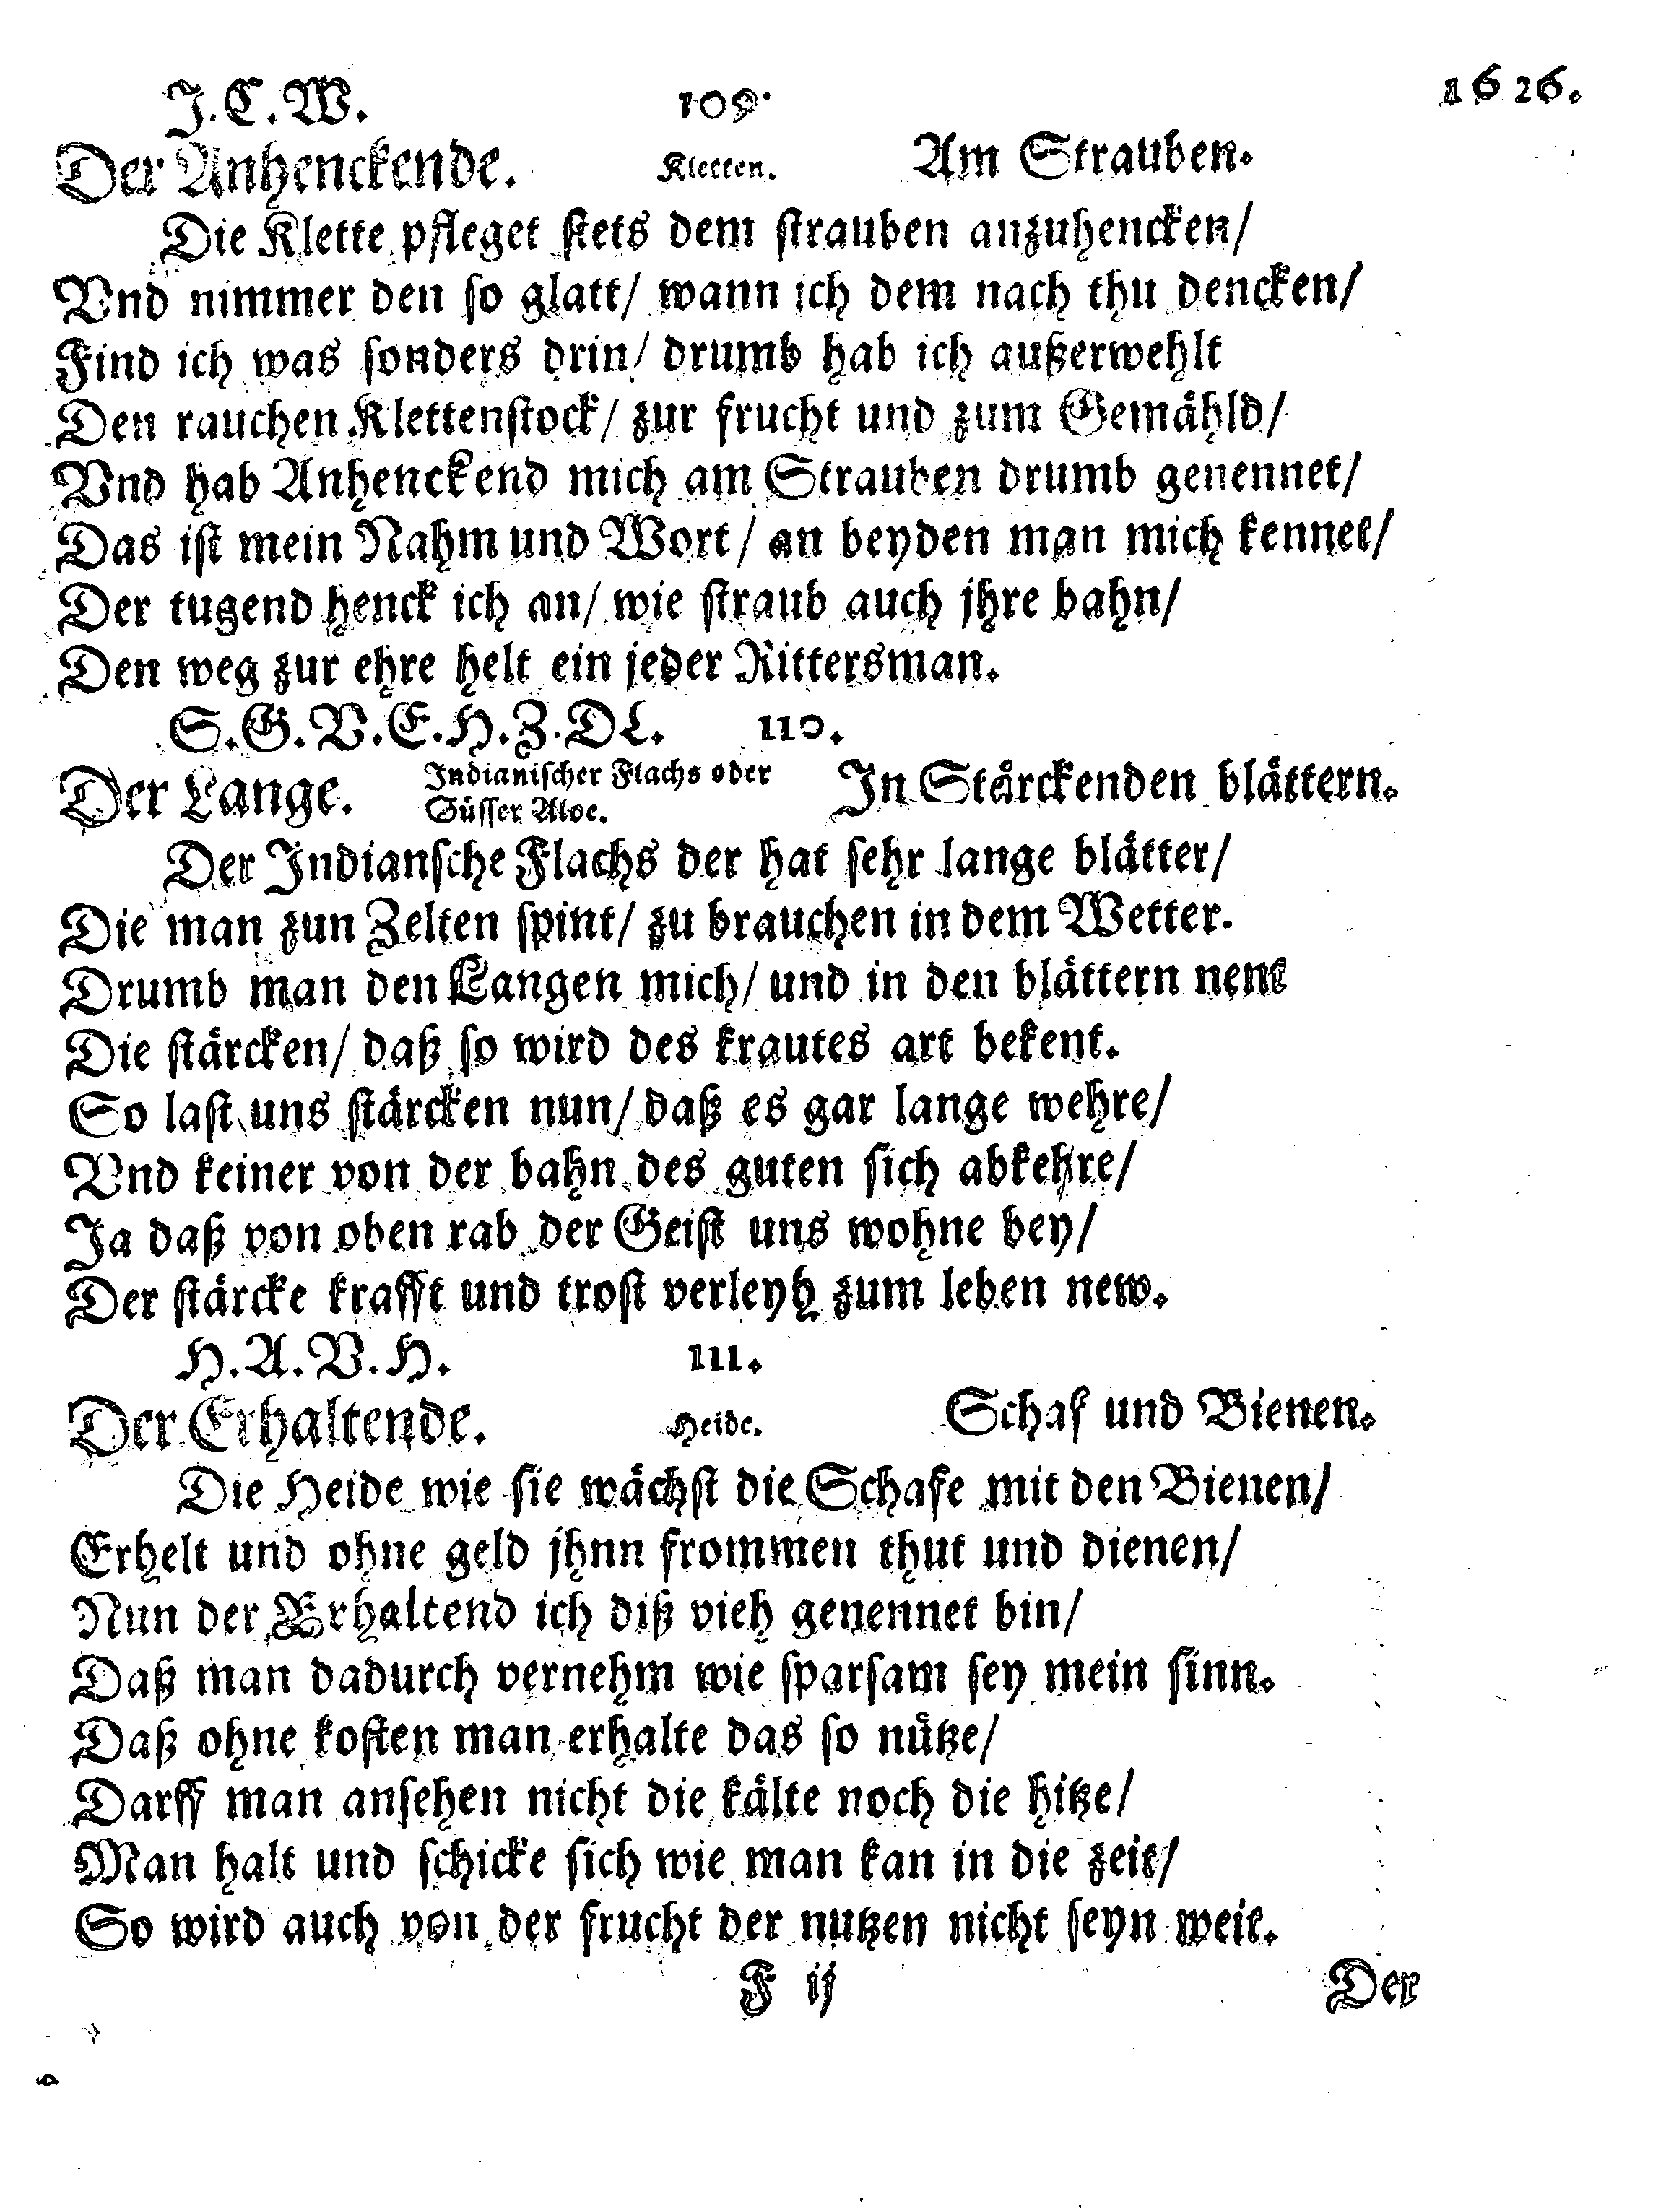 J. C. W. 109. 1626.
Der Anhenckende. Kletten. Am Strauben.
Die Klette pfleget stets dem strauben anzuhencken/
Vnd nimmer den so glatt/ wann ich dem nach thu dencken/
Find ich was sonders drin/ drumb hab ich außerwehlt
Den rauchen Klettenstock/ zur frucht und zum Gemähld/
Vnd hab Anhenckend mich am Strauben drumb genennet/
Das ist mein Nahm und Wort/ an beyden man mich kennet/
Der tugend henck ich an/ wie straub auch jhre bahn/
Den weg zur ehre helt ein jeder Rittersman.
S. G. V. E. H. Z. D L. 110.
Der Lange. Indianischer Flachs oder Süsser Aloe. In Stärckenden blättern.
Der Indiansche Flachs der hat sehr lange blätter/
Die man zun Zelten spint/ zu brauchen in dem Wetter.
Drumb man den Langen mich/ und in den blättern nent
Die stärcken/ daß so wird des krautes art bekent.
So last uns stärcken nun/ daß es gar lange wehre/
Vnd keiner von der bahn des guten sich abkehre/
Ja daß von oben rab der Geist uns wohne bey/
Der stärcke krafft und trost verleyh zum leben new.
H. A. V. H. 111.
Der Erhaltende. Heide. Schaf und Bienen.
Die Heide wie sie wächst die Schafe mit den Bienen/
Erhelt und ohne geld jhnn frommen thut und dienen/
Nun der Erhaltend ich diß vieh genennet bin/
Daß man dadurch vernehm wie sparsam sey mein sinn.
Daß ohne kosten man erhalte das so nütze/
Darff man ansehen nicht die kälte noch die hitze/
Man halt und schicke sich wie man kan in die zeit/
So wird auch von der frucht der nutzen nicht seyn weit.
F ij Der